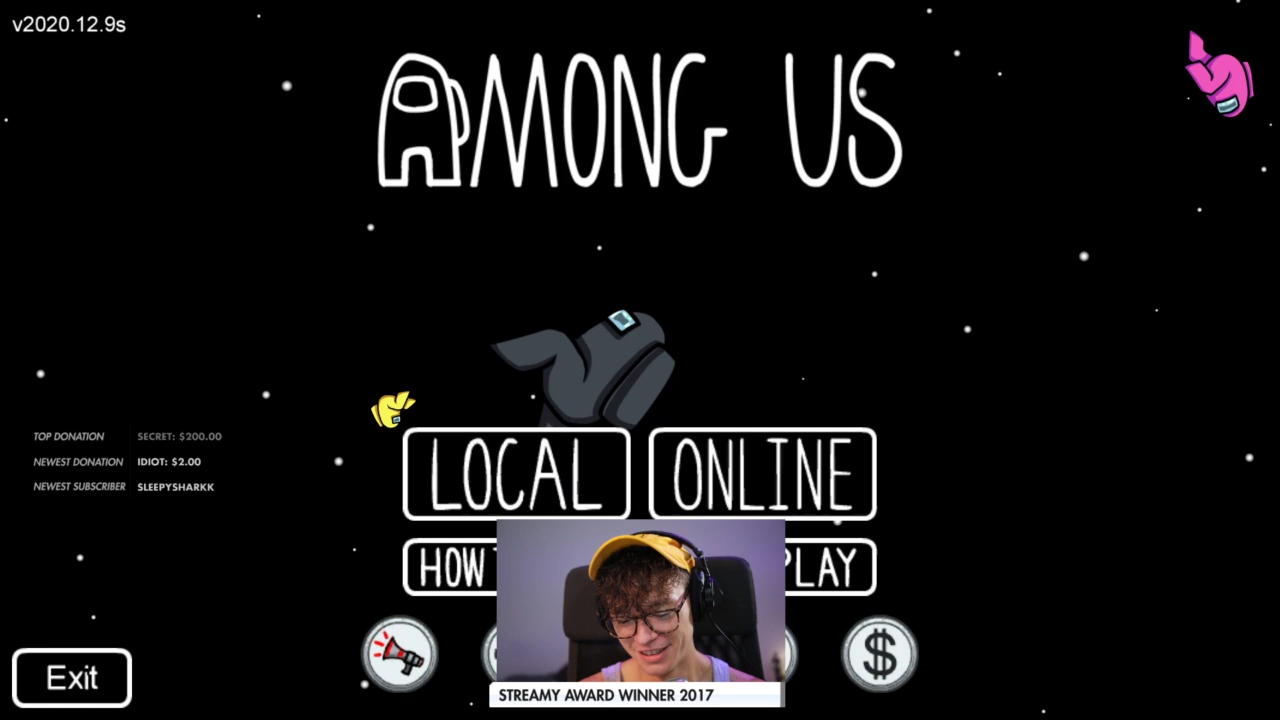 v2020.12.9s
AMONG US
TOP DONATION SECRET: $200.00
NEWEST DONATION IDIOT: $2.00
NEWEST SUBSCRIBER SLEEPYSHARKK
LOCAL ONLINE
HOW PLAY
$
Exit
STREAMY AWARD WINNER 2017